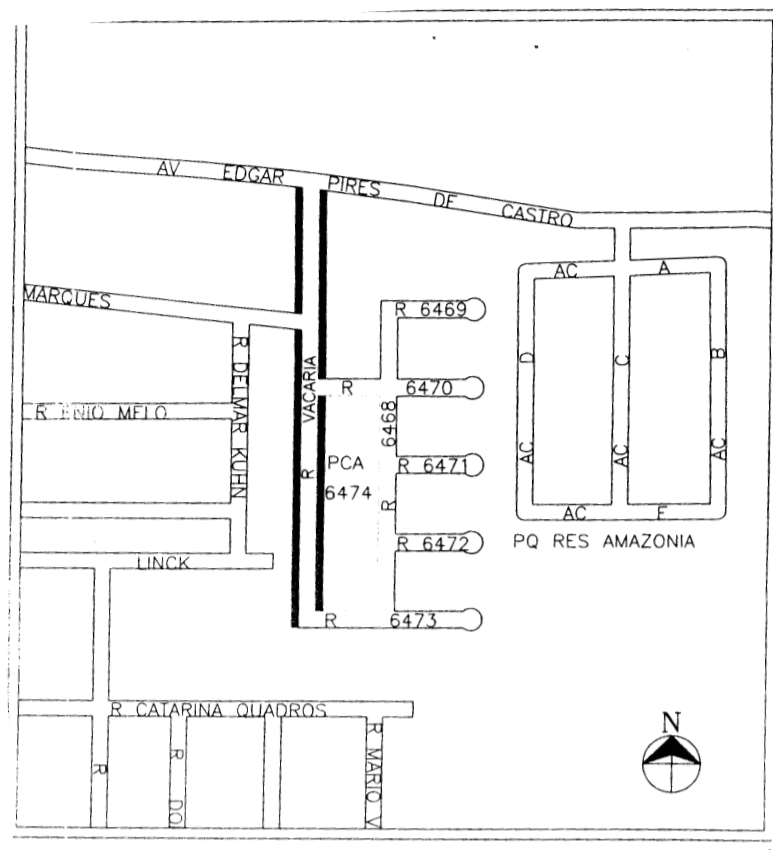 AV EDGAR PIRES DE CASTRO
MARQUES
AC A
R 6469
R DELMAR KUHN
VACARIA
D
C
B
R 6470
R ENIO MELO
6468
PCA
R
R 6471
AC
AC
AC
6474
R
AC F
R 6472
PQ RES AMAZONIA
LINCK
R 6473
R CATARINA QUADROS
N
R
R DO
R MARIO V